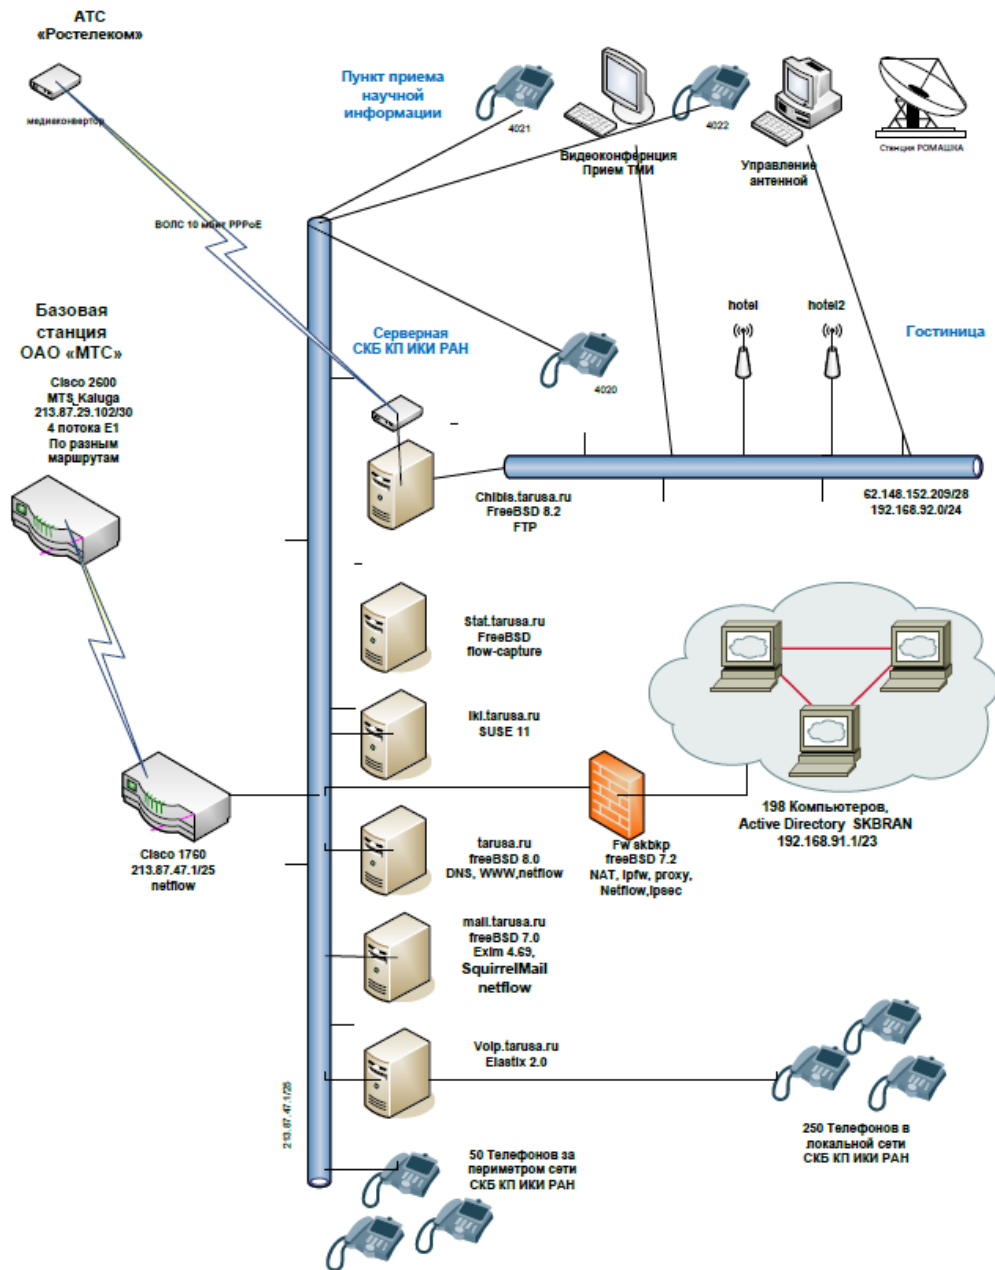 АТС
«Ростелеком»
медиаконвертор
Пункт приема
научной
информации
4021
4022
Видеоконфернция
Прием ТМИ
Управление
антенной
Станция РОМАШКА
ВОЛС 10 мбит PPPoE
Базовая
станция
ОАО «МТС»
Cisco 2600
MTS_Kaluga
213.87.29.102/30
4 потока E1
По разным
маршрутам
Серверная
СКБ КП ИКИ РАН
4020
hotel
hotel2
Гостиница
Chibis.tarusa.ru
FreeBSD 8.2
FTP
62.148.152.209/28
192.168.92.0/24
Stat.tarusa.ru
FreeBSD
flow-capture
Iki.tarusa.ru
SUSE 11
198 Компьютеров,
Active Directory SKBRAN
192.168.91.1/23
Cisco 1760
213.87.47.1/25
netflow
tarusa.ru
freeBSD 8.0
DNS, WWW,netflow
Fw skbkp
freeBSD 7.2
NAT, ipfw, proxy,
Netflow,ipsec
mail.tarusa.ru
freeBSD 7.0
Exim 4.69,
SquirrelMail
netflow
Voip.tarusa.ru
Elastix 2.0
213.87.47.1/25
250 Телефонов в
локальной сети
СКБ КП ИКИ РАН
50 Телефонов за
периметром сети
СКБ КП ИКИ РАН